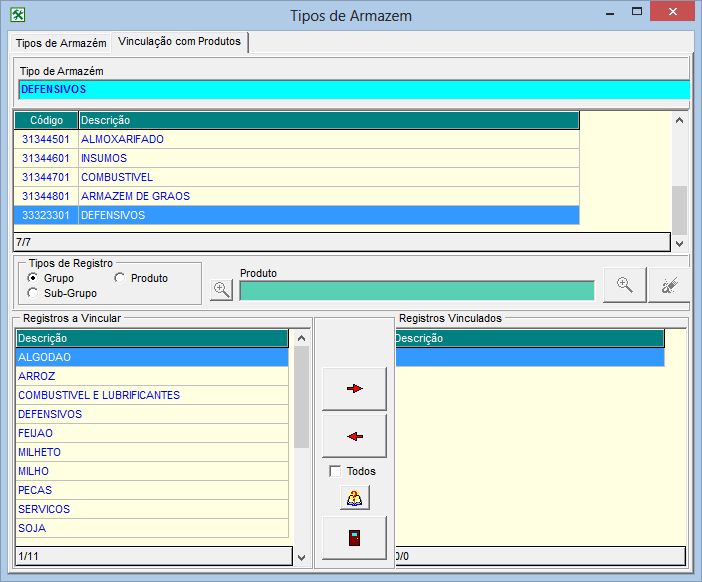 Tipos de Armazem
Tipos de Armazém Vinculação com Produtos
Tipo de Armazém
DEFENSIVOS
Código Descrição
31344501 ALMOXARIFADO
31344601 INSUMOS
31344701 COMBUSTIVEL
31344801 ARMAZEM DE GRAOS
33323301 DEFENSIVOS
7/7
Tipos de Registro
Grupo Produto
Sub-Grupo
Produto
Registros a Vincular
Descrição
ALGODAO
ARROZ
COMBUSTIVEL E LUBRIFICANTES
DEFENSIVOS
FEIJAO
MILHETO
MILHO
PECAS
SERVICOS
SOJA
1/11
Todos
Registros Vinculados
Descrição
0/0